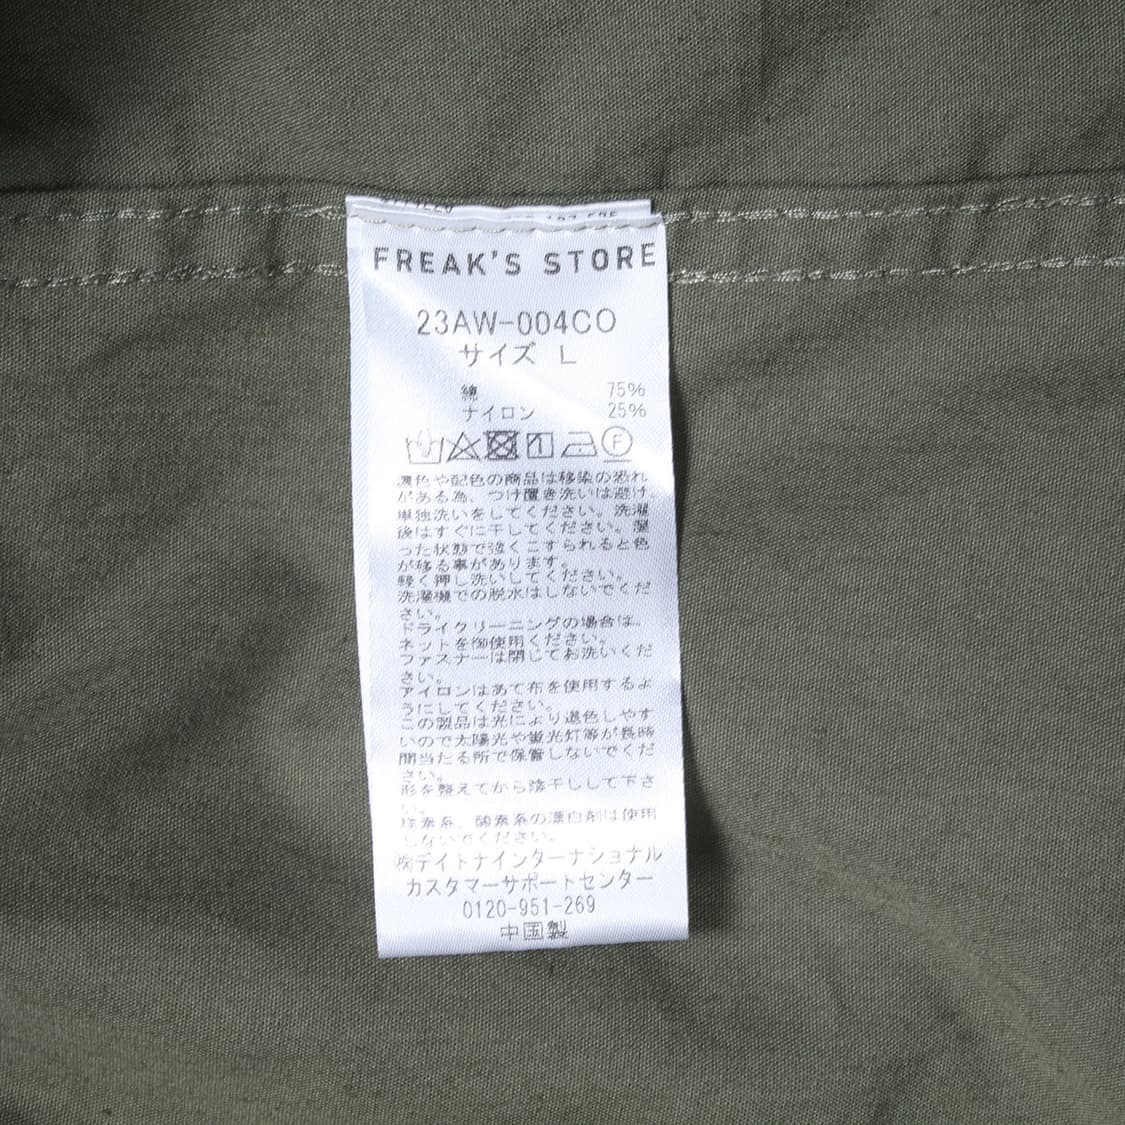 FREAK'S STORE
23AW-004CO
サイズ L
綿 75%
ナイロン 25%
F
濃色や配色の商品は移染の恐れ
がある為、つけ置き洗いは避け、
単独洗いをしてください。洗濯
後はすぐに干してください。湿
った状態で強くこすられると色
が移る事があります。
軽く押し洗いしてください。
洗濯機での脱水はしないでくだ
さい。
ドライクリーニングの場合は、
ネットを御使用ください。
ファスナーは閉じてお洗いくだ
さい。
アイロンはあて布を使用するよ
うにしてください。
この製品は光により退色しやす
いので太陽光や蛍光灯等が長時
間当たる所で保管しないでくだ
さい。
形を整えてから陰干しして下さ
い。
塩素系、酸素系の漂白剤は使用
しないでください。
㈱デイトナインターナショナル
カスタマーサポートセンター
0120-951-269
中国製